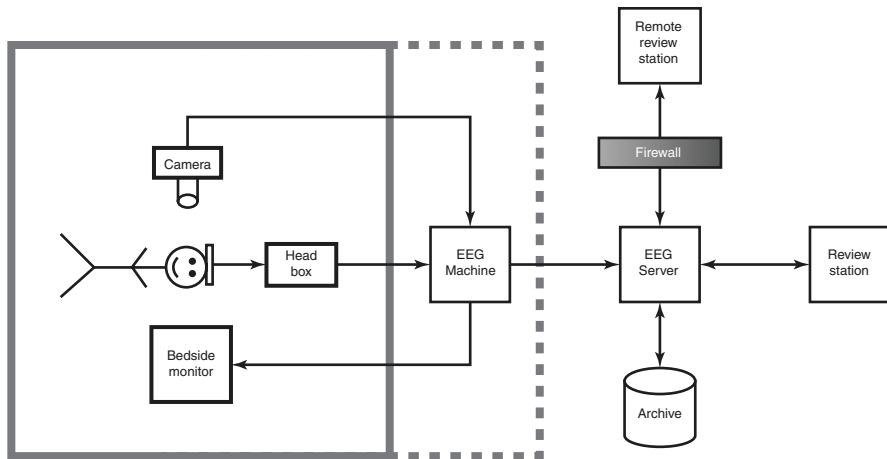 Remote
review
station
Firewall
Camera
Head
box
EEG
Machine
EEG
Server
Review
station
Bedside
monitor
Archive